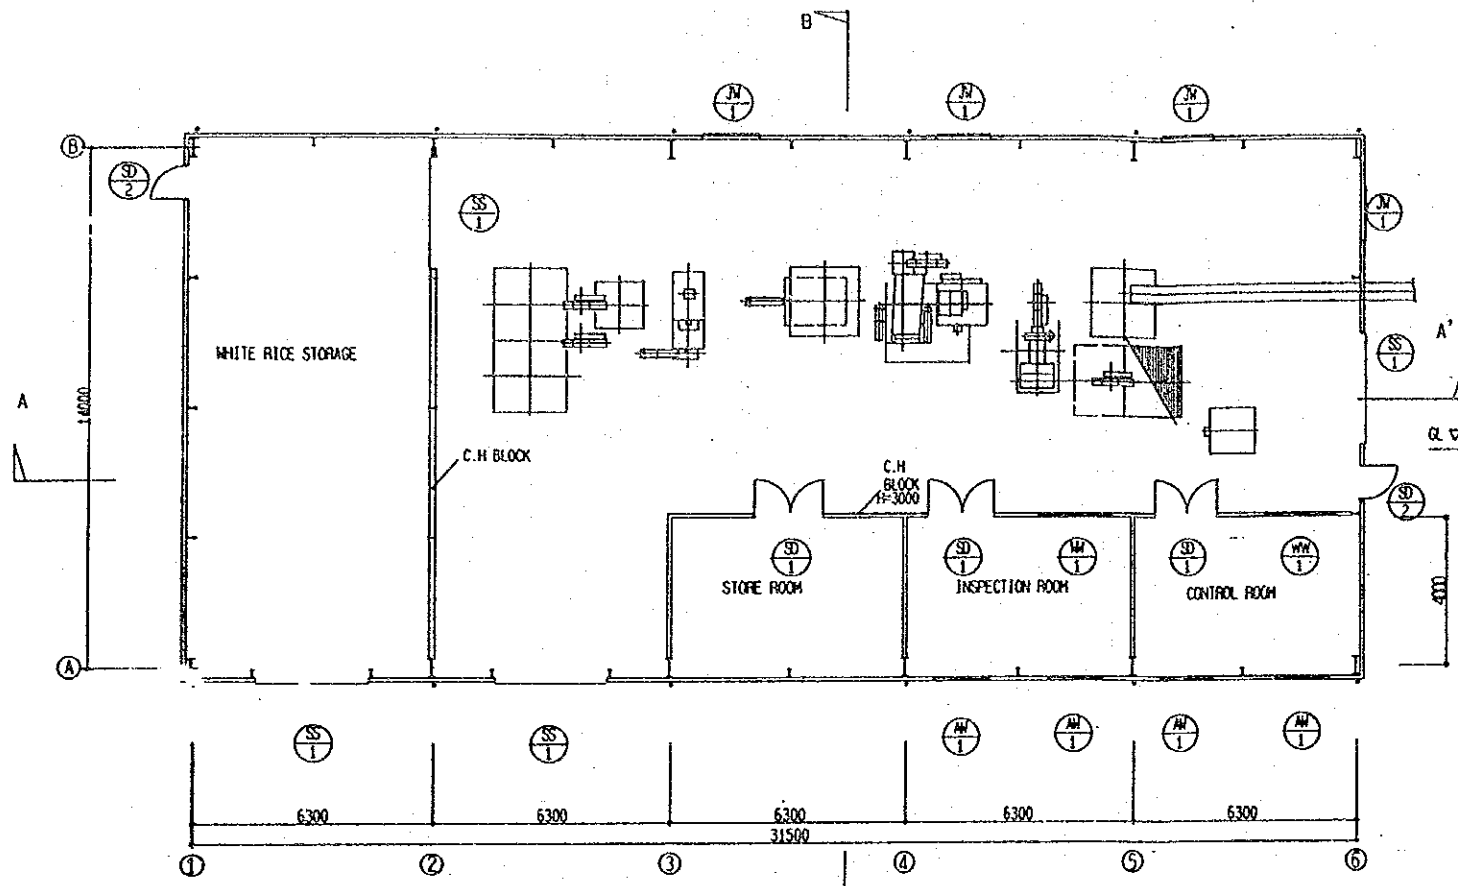 B
JW
1
JW
1
JW
1
B
SD
2
SS
1
JW
1
WHITE RICE STORAGE
A'
SS
1
A
14000
GL
C.H BLOCK
C.H
BLOCK
H=3000
SD
2
SD
1
SD
1
WW
1
SD
1
WW
1
STORE ROOM
INSPECTION ROOM
CONTROL ROOM
4000
A
SS
1
SS
1
AW
1
AW
1
AW
1
AW
1
6300
6300
6300
6300
6300
31500
1
2
3
4
5
6